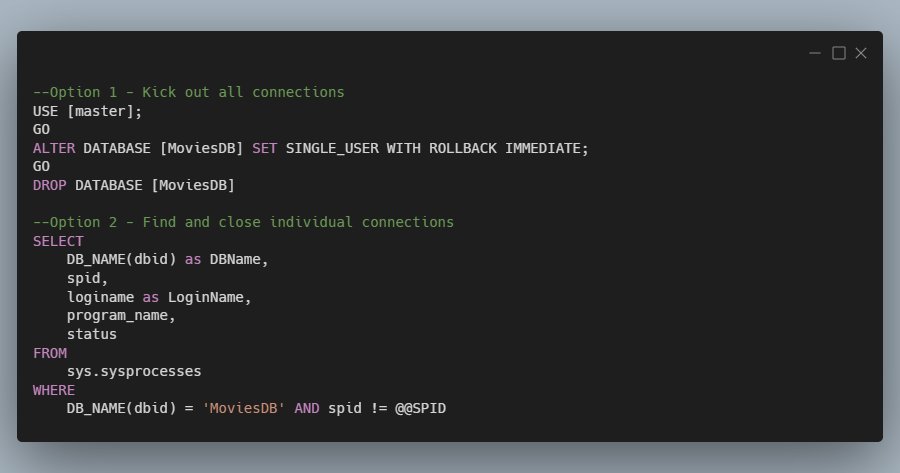 --Option 1 - Kick out all connections
USE [master];
GO
ALTER DATABASE [MoviesDB] SET SINGLE_USER WITH ROLLBACK IMMEDIATE;
GO
DROP DATABASE [MoviesDB]

--Option 2 - Find and close individual connections
SELECT
    DB_NAME(dbid) as DBName,
    spid,
    loginame as LoginName,
    program_name,
    status
FROM
    sys.sysprocesses
WHERE
    DB_NAME(dbid) = 'MoviesDB' AND spid != @@SPID